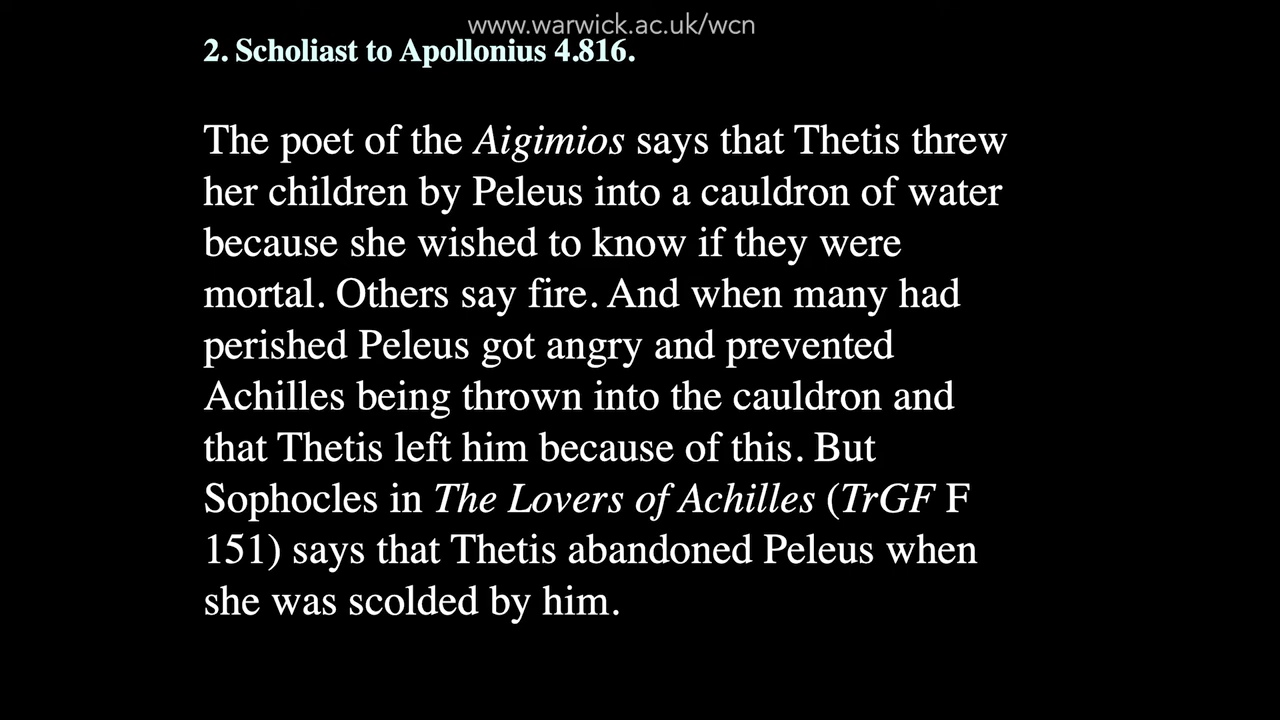 www.warwick.ac.uk/wcn
2. Scholiast to Apollonius 4.816.
The poet of the Aigimios says that Thetis threw
her children by Peleus into a cauldron of water
because she wished to know if they were
mortal. Others say fire. And when many had
perished Peleus got angry and prevented
Achilles being thrown into the cauldron and
that Thetis left him because of this. But
Sophocles in The Lovers of Achilles (TrGF F
151) says that Thetis abandoned Peleus when
she was scolded by him.